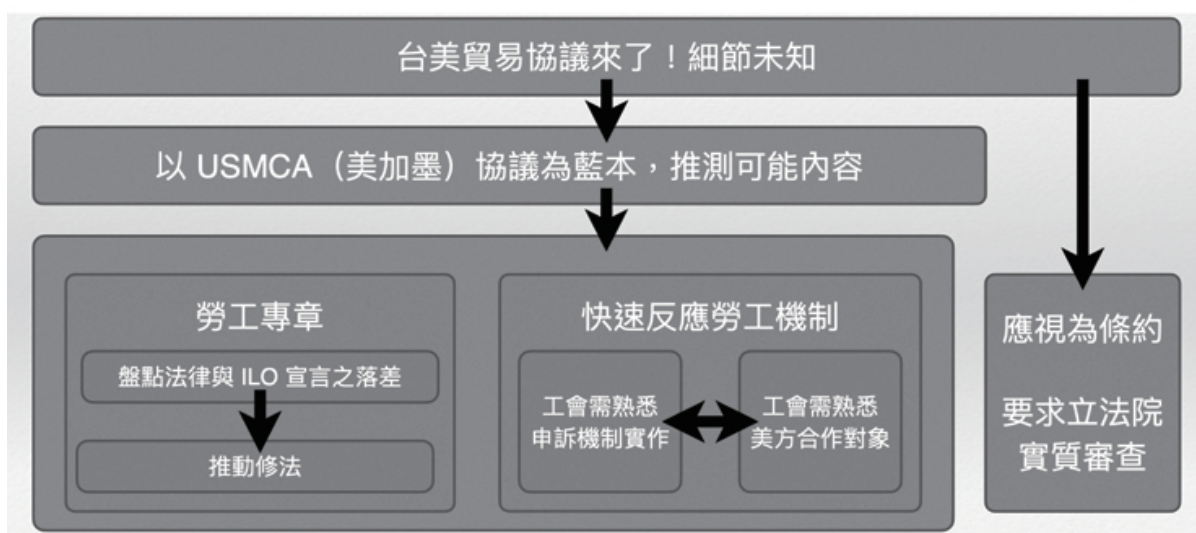 台美貿易協議來了！細節未知
以 USMCA（美加墨）協議為藍本，推測可能內容
勞工專章
盤點法律與 ILO 宣言之落差
推動修法
快速反應勞工機制
工會需熟悉
申訴機制實作
工會需熟悉
美方合作對象
應視為條約
要求立法院
實質審查